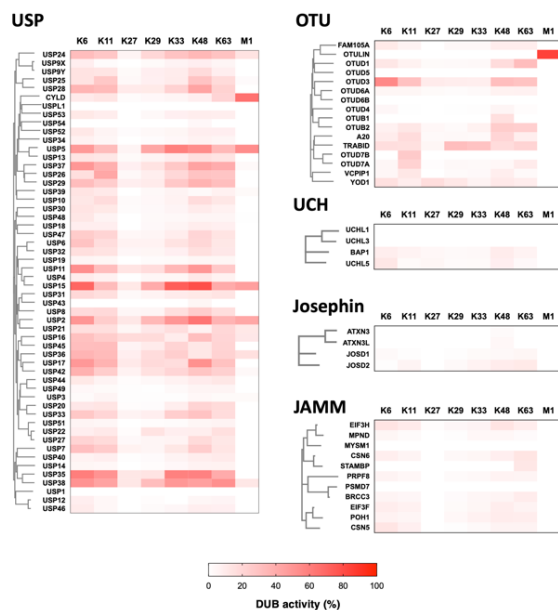 USP
K6 K11 K27 K29 K33 K48 K63 M1
USP24
USP9X
USP9Y
USP25
USP28
CYLD
USPL1
USP53
USP54
USP52
USP34
USP5
USP13
USP37
USP26
USP29
USP39
USP10
USP30
USP48
USP18
USP47
USP6
USP32
USP19
USP11
USP4
USP15
USP31
USP43
USP8
USP2
USP21
USP16
USP45
USP36
USP17
USP42
USP44
USP49
USP3
USP20
USP33
USP51
USP22
USP27
USP7
USP40
USP14
USP35
USP38
USP1
USP12
USP46
OTU
K6 K11 K27 K29 K33 K48 K63 M1
FAM105A
OTULIN
OTUD1
OTUD5
OTUD3
OTUD6A
OTUD6B
OTUD4
OTUB1
OTUB2
A20
TRABID
OTUD7B
OTUD7A
VCPIP1
YOD1
UCH
K6 K11 K27 K29 K33 K48 K63 M1
UCHL1
UCHL3
BAP1
UCHL5
Josephin
K6 K11 K27 K29 K33 K48 K63 M1
ATXN3
ATXN3L
JOSD1
JOSD2
JAMM
K6 K11 K27 K29 K33 K48 K63 M1
EIF3H
MPND
MYSM1
CSN6
STAMBP
PRPF8
PSMD7
BRCC3
EIF3F
POH1
CSN5
0 20 40 60 80 100
DUB activity (%)